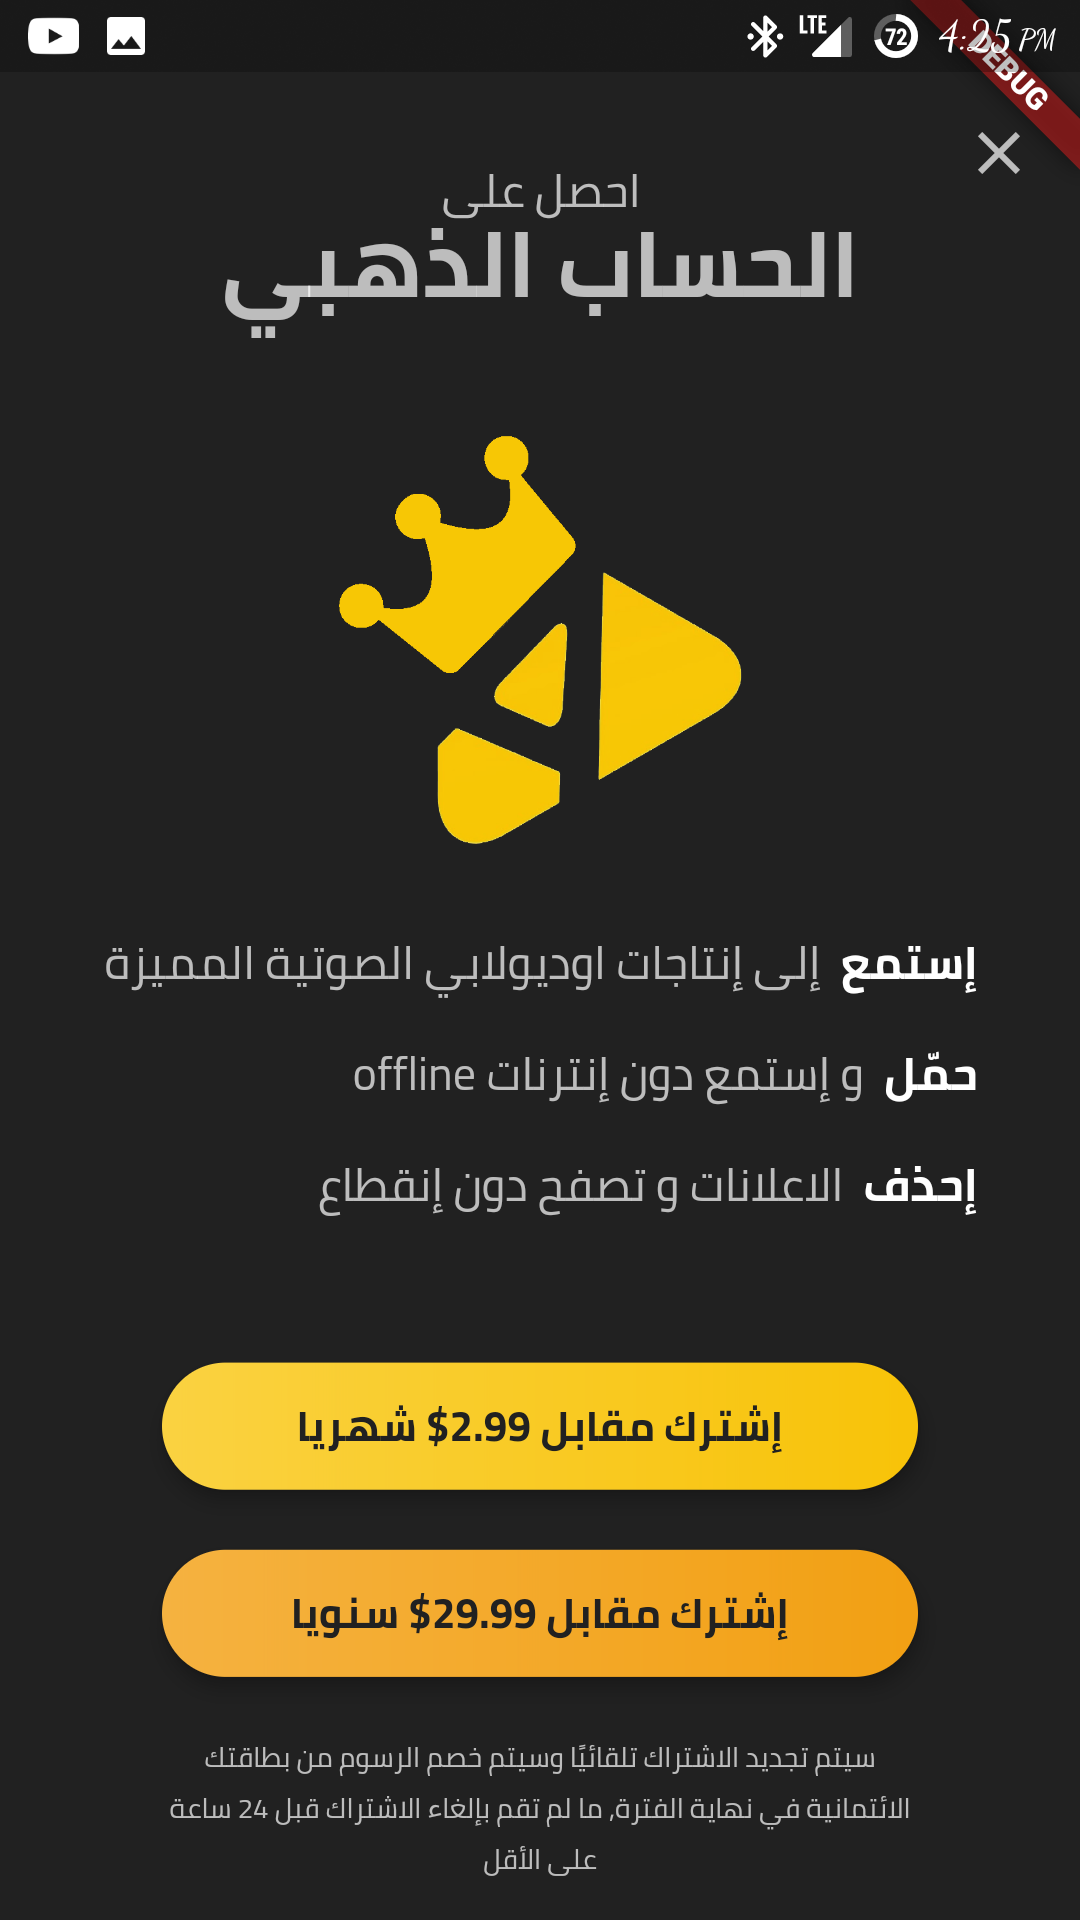 LTE 72 4:25 PM
DEBUG
احصل على
الحساب الذهبي
إستمع إلى إنتاجات اوديولابي الصوتية المميزة
حمّل و إستمع دون إنترنات offline
إحذف الاعلانات و تصفح دون إنقطاع
إشترك مقابل 2.99$ شهريا
إشترك مقابل 29.99$ سنويا
سيتم تجديد الاشتراك تلقائيًا وسيتم خصم الرسوم من بطاقتك
الائتمانية في نهاية الفترة, ما لم تقم بإلغاء الاشتراك قبل 24 ساعة
على الأقل